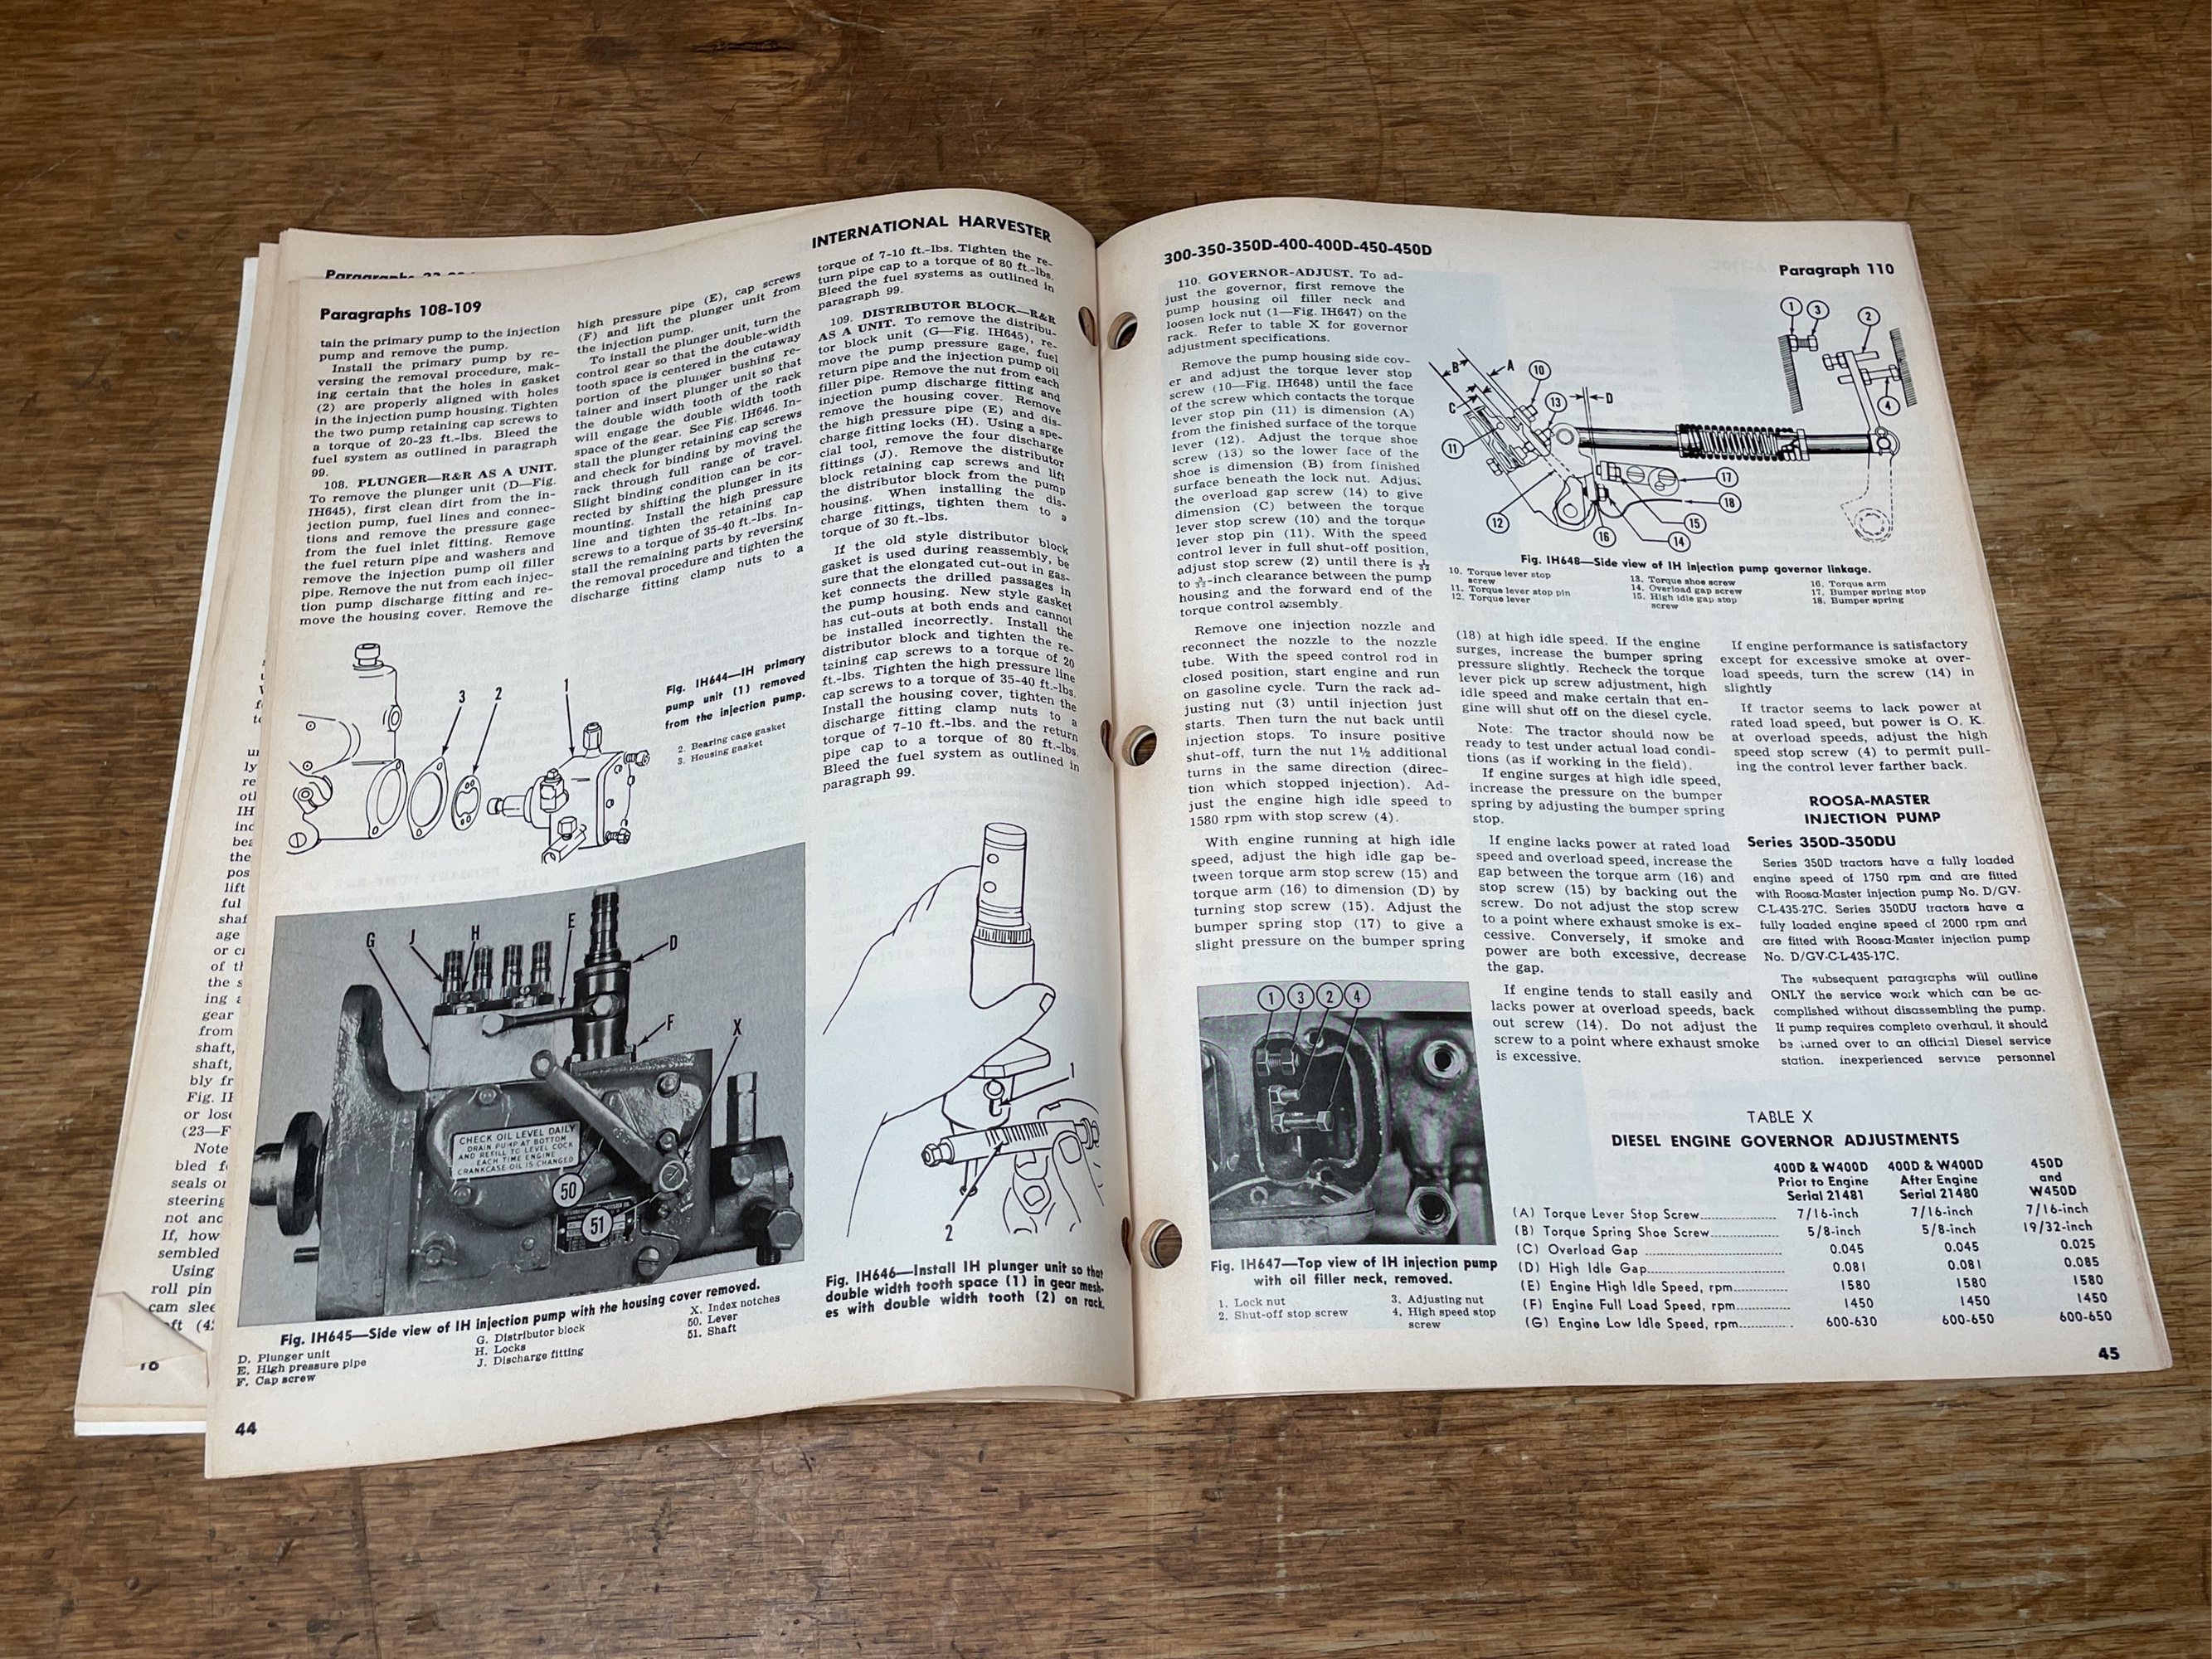 Paragraphs 108-109
INTERNATIONAL HARVESTER
tain the primary pump to the injection
pump and remove the pump.
Install the primary pump by re-
versing the removal procedure, mak-
ing certain that the holes in gasket
(2) are properly aligned with holes
in the injection pump housing. Tighten
the two pump retaining cap screws to
a torque of 20-23 ft.-lbs. Bleed the
fuel system as outlined in paragraph
99.
108. PLUNGER—R&R AS A UNIT.
To remove the plunger unit (D—Fig.
IH645), first clean dirt from the in-
jection pump, fuel lines and connec-
tions and remove the pressure gage
from the fuel inlet fitting. Remove
the fuel return pipe and washers and
remove the injection pump oil filler
pipe. Remove the nut from each injec-
tion pump discharge fitting and re-
move the housing cover. Remove the
high pressure pipe (E), cap screws
(F) and lift the plunger unit from
the injection pump.
To install the plunger unit, turn the
control gear so that the double-width
tooth space is centered in the cutaway
portion of the plunger bushing re-
tainer and insert plunger unit so that
the double width tooth of the rack
will engage the double width tooth
space of the gear. See Fig. IH646. In-
stall the plunger retaining cap screws
and check for binding by moving the
rack through full range of travel.
Slight binding condition can be cor-
rected by shifting the plunger in its
mounting. Install the high pressure
line and tighten the retaining cap
screws to a torque of 35-40 ft.-lbs. In-
stall the remaining parts by reversing
the removal procedure and tighten the
discharge fitting clamp nuts to a
torque of 7-10 ft.-lbs. Tighten the re-
turn pipe cap to a torque of 80 ft.-lbs.
Bleed the fuel systems as outlined in
paragraph 99.
109. DISTRIBUTOR BLOCK—R&R
AS A UNIT. To remove the distribu-
tor block unit (G—Fig. IH645), re-
move the pump pressure gage, fuel
return pipe and the injection pump oil
filler pipe. Remove the nut from each
injection pump discharge fitting and
remove the housing cover. Remove
the high pressure pipe (E) and dis-
charge fitting locks (H). Using a spe-
cial tool, remove the four discharge
fittings (J). Remove the distributor
block retaining cap screws and lift
the distributor block from the pump
housing. When installing the dis-
charge fittings, tighten them to a
torque of 30 ft.-lbs.
If the old style distributor block
gasket is used during reassembly, be
sure that the elongated cut-out in gas-
ket connects the drilled passages in
the pump housing. New style gasket
has cut-outs at both ends and cannot
be installed incorrectly. Install the
distributor block and tighten the re-
taining cap screws to a torque of 20
ft.-lbs. Tighten the high pressure line
cap screws to a torque of 35-40 ft.-lbs.
Install the housing cover, tighten the
discharge fitting clamp nuts to a
torque of 7-10 ft.-lbs. and the return
pipe cap to a torque of 80 ft.-lbs.
Bleed the fuel system as outlined in
paragraph 99.
3 2 1
Fig. IH644—IH primary
pump unit (1) removed
from the injection pump.
2. Bearing cage gasket
3. Housing gasket
G J H E D F X
CHECK OIL LEVEL DAILY
DRAIN PUMP AT BOTTOM
AND REFILL TO LEVEL COCK
EACH TIME ENGINE
CRANKCASE OIL IS CHANGED
50
51
Fig. IH645—Side view of IH injection pump with the housing cover removed.
D. Plunger unit
E. High pressure pipe
F. Cap screw
G. Distributor block
H. Locks
J. Discharge fitting
X. Index notches
50. Lever
51. Shaft
1
2
Fig. IH646—Install IH plunger unit so that
double width tooth space (1) in gear mesh-
es with double width tooth (2) on rack.
44
300-350-350D-400-400D-450-450D
Paragraph 110
110. GOVERNOR-ADJUST. To ad-
just the governor, first remove the
pump housing oil filler neck and
loosen lock nut (1—Fig. IH647) on the
rack. Refer to table X for governor
adjustment specifications.
Remove the pump housing side cov-
er and adjust the torque lever stop
screw (10—Fig. IH648) until the face
of the screw which contacts the torque
lever stop pin (11) is dimension (A)
from the finished surface of the torque
lever (12). Adjust the torque shoe
screw (13) so the lower face of the
shoe is dimension (B) from finished
surface beneath the lock nut. Adjust
the overload gap screw (14) to give
dimension (C) between the torque
lever stop screw (10) and the torque
lever stop pin (11). With the speed
control lever in full shut-off position,
adjust stop screw (2) until there is
to -inch clearance between the pump
housing and the forward end of the
torque control assembly.
Remove one injection nozzle and
reconnect the nozzle to the nozzle
tube. With the speed control rod in
closed position, start engine and run
on gasoline cycle. Turn the rack ad-
justing nut (3) until injection just
starts. Then turn the nut back until
injection stops. To insure positive
shut-off, turn the nut 1½ additional
turns in the same direction (direc-
tion which stopped injection). Ad-
just the engine high idle speed to
1580 rpm with stop screw (4).
With engine running at high idle
speed, adjust the high idle gap be-
tween torque arm stop screw (15) and
torque arm (16) to dimension (D) by
turning stop screw (15). Adjust the
bumper spring stop (17) to give a
slight pressure on the bumper spring
1 3 2 4
Fig. IH647—Top view of IH injection pump
with oil filler neck, removed.
1. Lock nut
2. Shut-off stop screw
3. Adjusting nut
4. High speed stop
screw
1 3 2
B A 10
C 13 D
4
11
17
18
12 15
16 14
Fig. IH648—Side view of IH injection pump governor linkage.
10. Torque lever stop
screw
11. Torque lever stop pin
12. Torque lever
13. Torque shoe screw
14. Overload gap screw
15. High idle gap stop
screw
16. Torque arm
17. Bumper spring stop
18. Bumper spring
(18) at high idle speed. If the engine
surges, increase the bumper spring
pressure slightly. Recheck the torque
lever pick up screw adjustment, high
idle speed and make certain that en-
gine will shut off on the diesel cycle.
Note: The tractor should now be
ready to test under actual load condi-
tions (as if working in the field).
If engine surges at high idle speed,
increase the pressure on the bumper
spring by adjusting the bumper spring
stop.
If engine lacks power at rated load
speed and overload speed, increase the
gap between the torque arm (16) and
stop screw (15) by backing out the
screw. Do not adjust the stop screw
to a point where exhaust smoke is ex-
cessive. Conversely, if smoke and
power are both excessive, decrease
the gap.
If engine tends to stall easily and
lacks power at overload speeds, back
out screw (14). Do not adjust the
screw to a point where exhaust smoke
is excessive.
If engine performance is satisfactory
except for excessive smoke at over-
load speeds, turn the screw (14) in
slightly
If tractor seems to lack power at
rated load speed, but power is O. K.
at overload speeds, adjust the high
speed stop screw (4) to permit pull-
ing the control lever farther back.
ROOSA-MASTER
INJECTION PUMP
Series 350D-350DU
Series 350D tractors have a fully loaded
engine speed of 1750 rpm and are fitted
with Roosa-Master injection pump No. D/GV-
C-L-435-27C. Series 350DU tractors have a
fully loaded engine speed of 2000 rpm and
are fitted with Roosa-Master injection pump
No. D/GV-C-L-435-17C.
The subsequent paragraphs will outline
ONLY the service work which can be ac-
complished without disassembling the pump.
If pump requires complete overhaul, it should
be turned over to an official Diesel service
station. inexperienced service personnel
TABLE X
DIESEL ENGINE GOVERNOR ADJUSTMENTS
400D & W400D 400D & W400D 450D
Prior to Engine After Engine and
Serial 21481 Serial 21480 W450D
(A) Torque Lever Stop Screw 7/16-inch 7/16-inch 7/16-inch
(B) Torque Spring Shoe Screw 5/8-inch 5/8-inch 19/32-inch
(C) Overload Gap 0.045 0.045 0.025
(D) High Idle Gap 0.081 0.081 0.085
(E) Engine High Idle Speed, rpm 1580 1580 1580
(F) Engine Full Load Speed, rpm 1450 1450 1450
(G) Engine Low Idle Speed, rpm 600-630 600-650 600-650
45